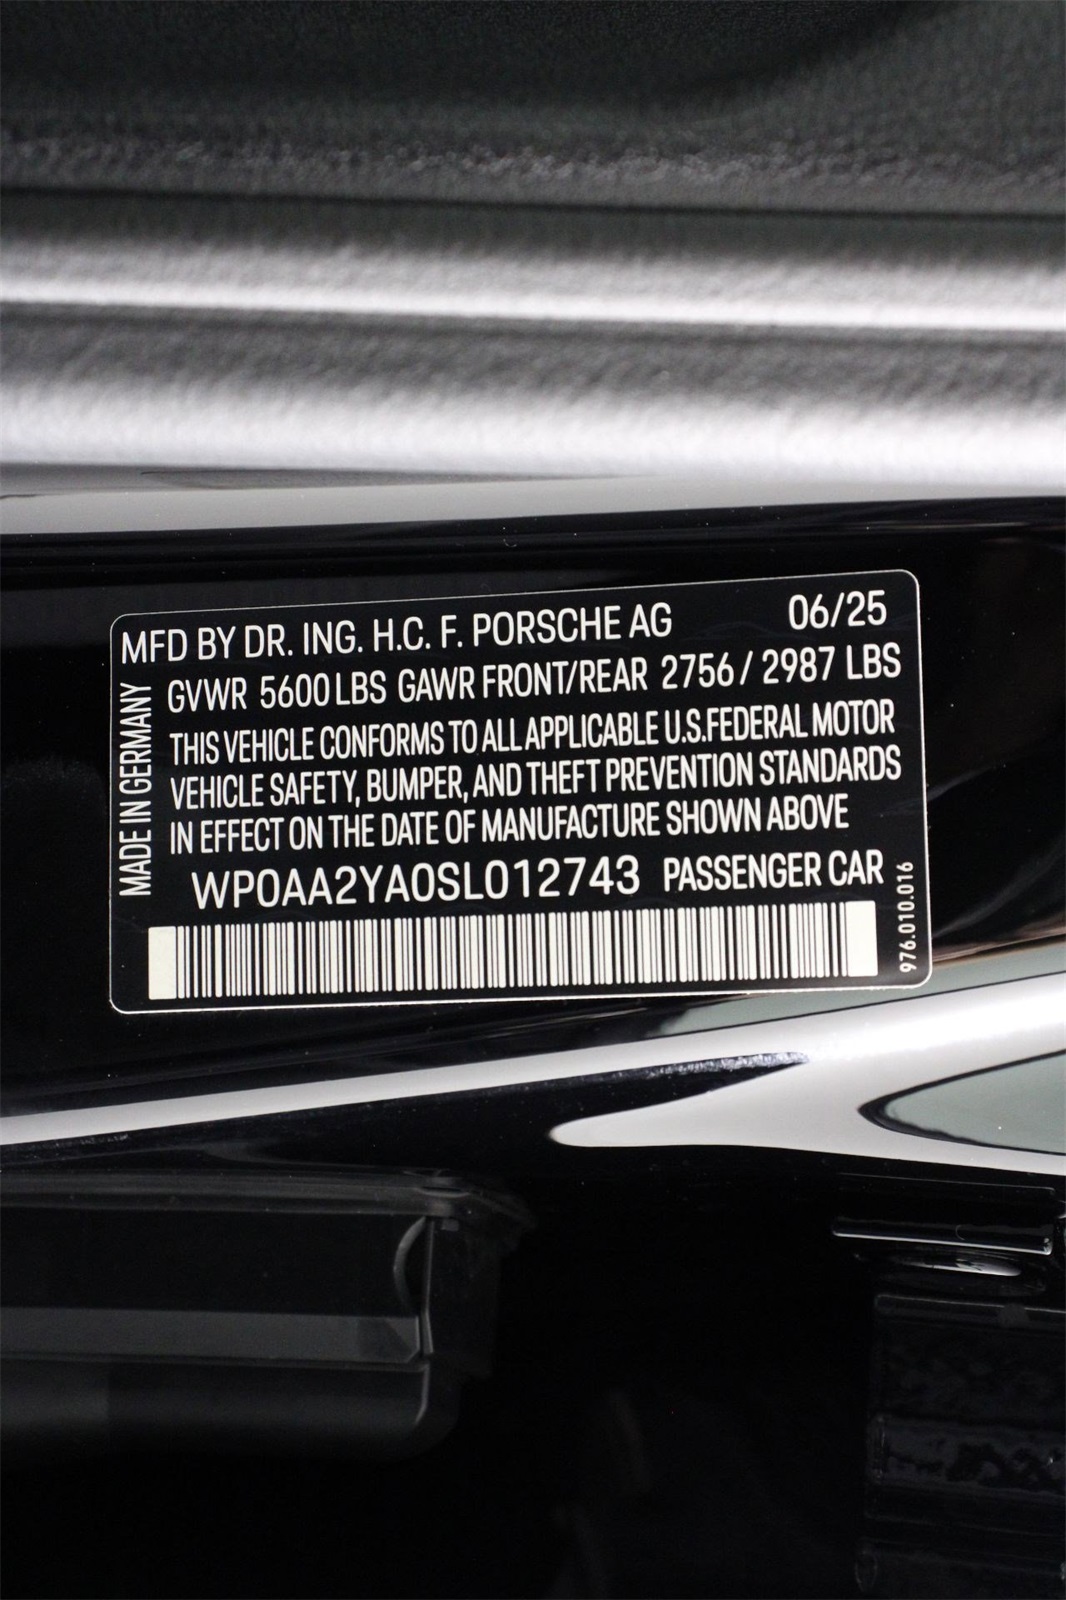 MFD BY DR. ING. H.C. F. PORSCHE AG 06/25
GVWR 5600 LBS GAWR FRONT/REAR 2756 / 2987 LBS
THIS VEHICLE CONFORMS TO ALL APPLICABLE U.S.FEDERAL MOTOR
VEHICLE SAFETY, BUMPER, AND THEFT PREVENTION STANDARDS
IN EFFECT ON THE DATE OF MANUFACTURE SHOWN ABOVE
WP0AA2YA0SL012743 PASSENGER CAR
MADE IN GERMANY
976.010.016